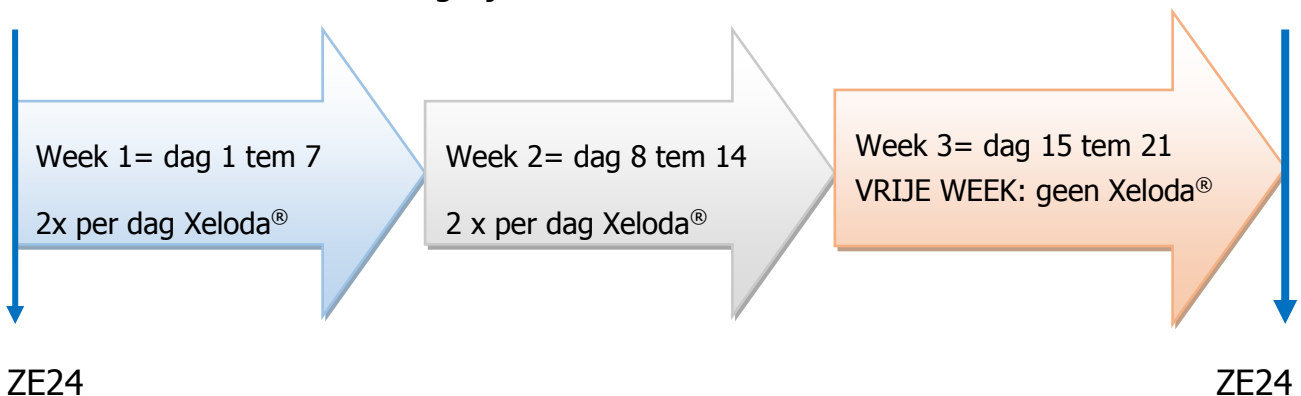 Week 1= dag 1 tem 7
2x per dag Xeloda®
Week 2= dag 8 tem 14
2 x per dag Xeloda®
Week 3= dag 15 tem 21
VRIJE WEEK: geen Xeloda®
ZE24
ZE24